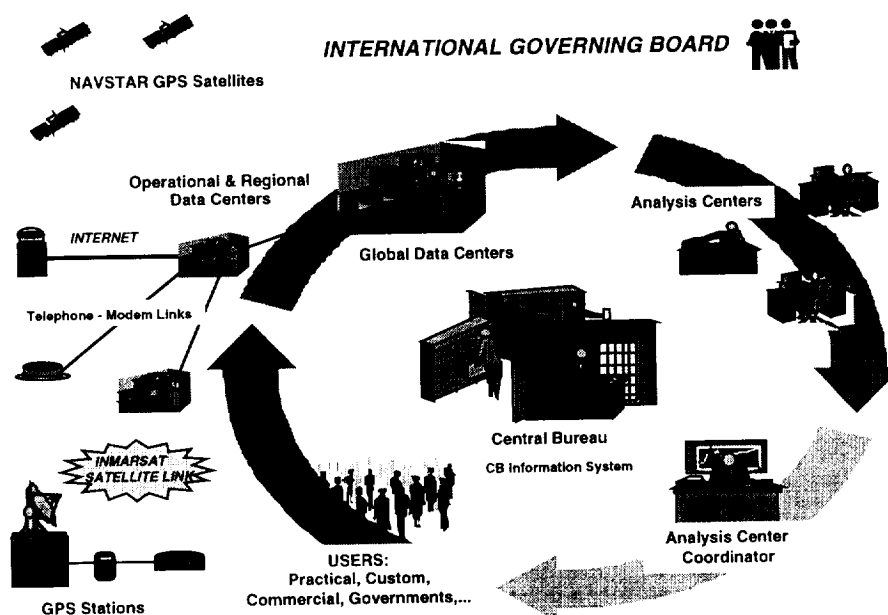 INTERNATIONAL GOVERNING BOARD
NAVSTAR GPS Satellites
Operational & Regional
Data Centers
Analysis Centers
INTERNET
Global Data Centers
Telephone - Modem Links
Central Bureau
CB Information System
INMARSAT
SATELLITE LINK
Analysis Center
Coordinator
USERS:
Practical, Custom,
Commercial, Governments,...
GPS Stations